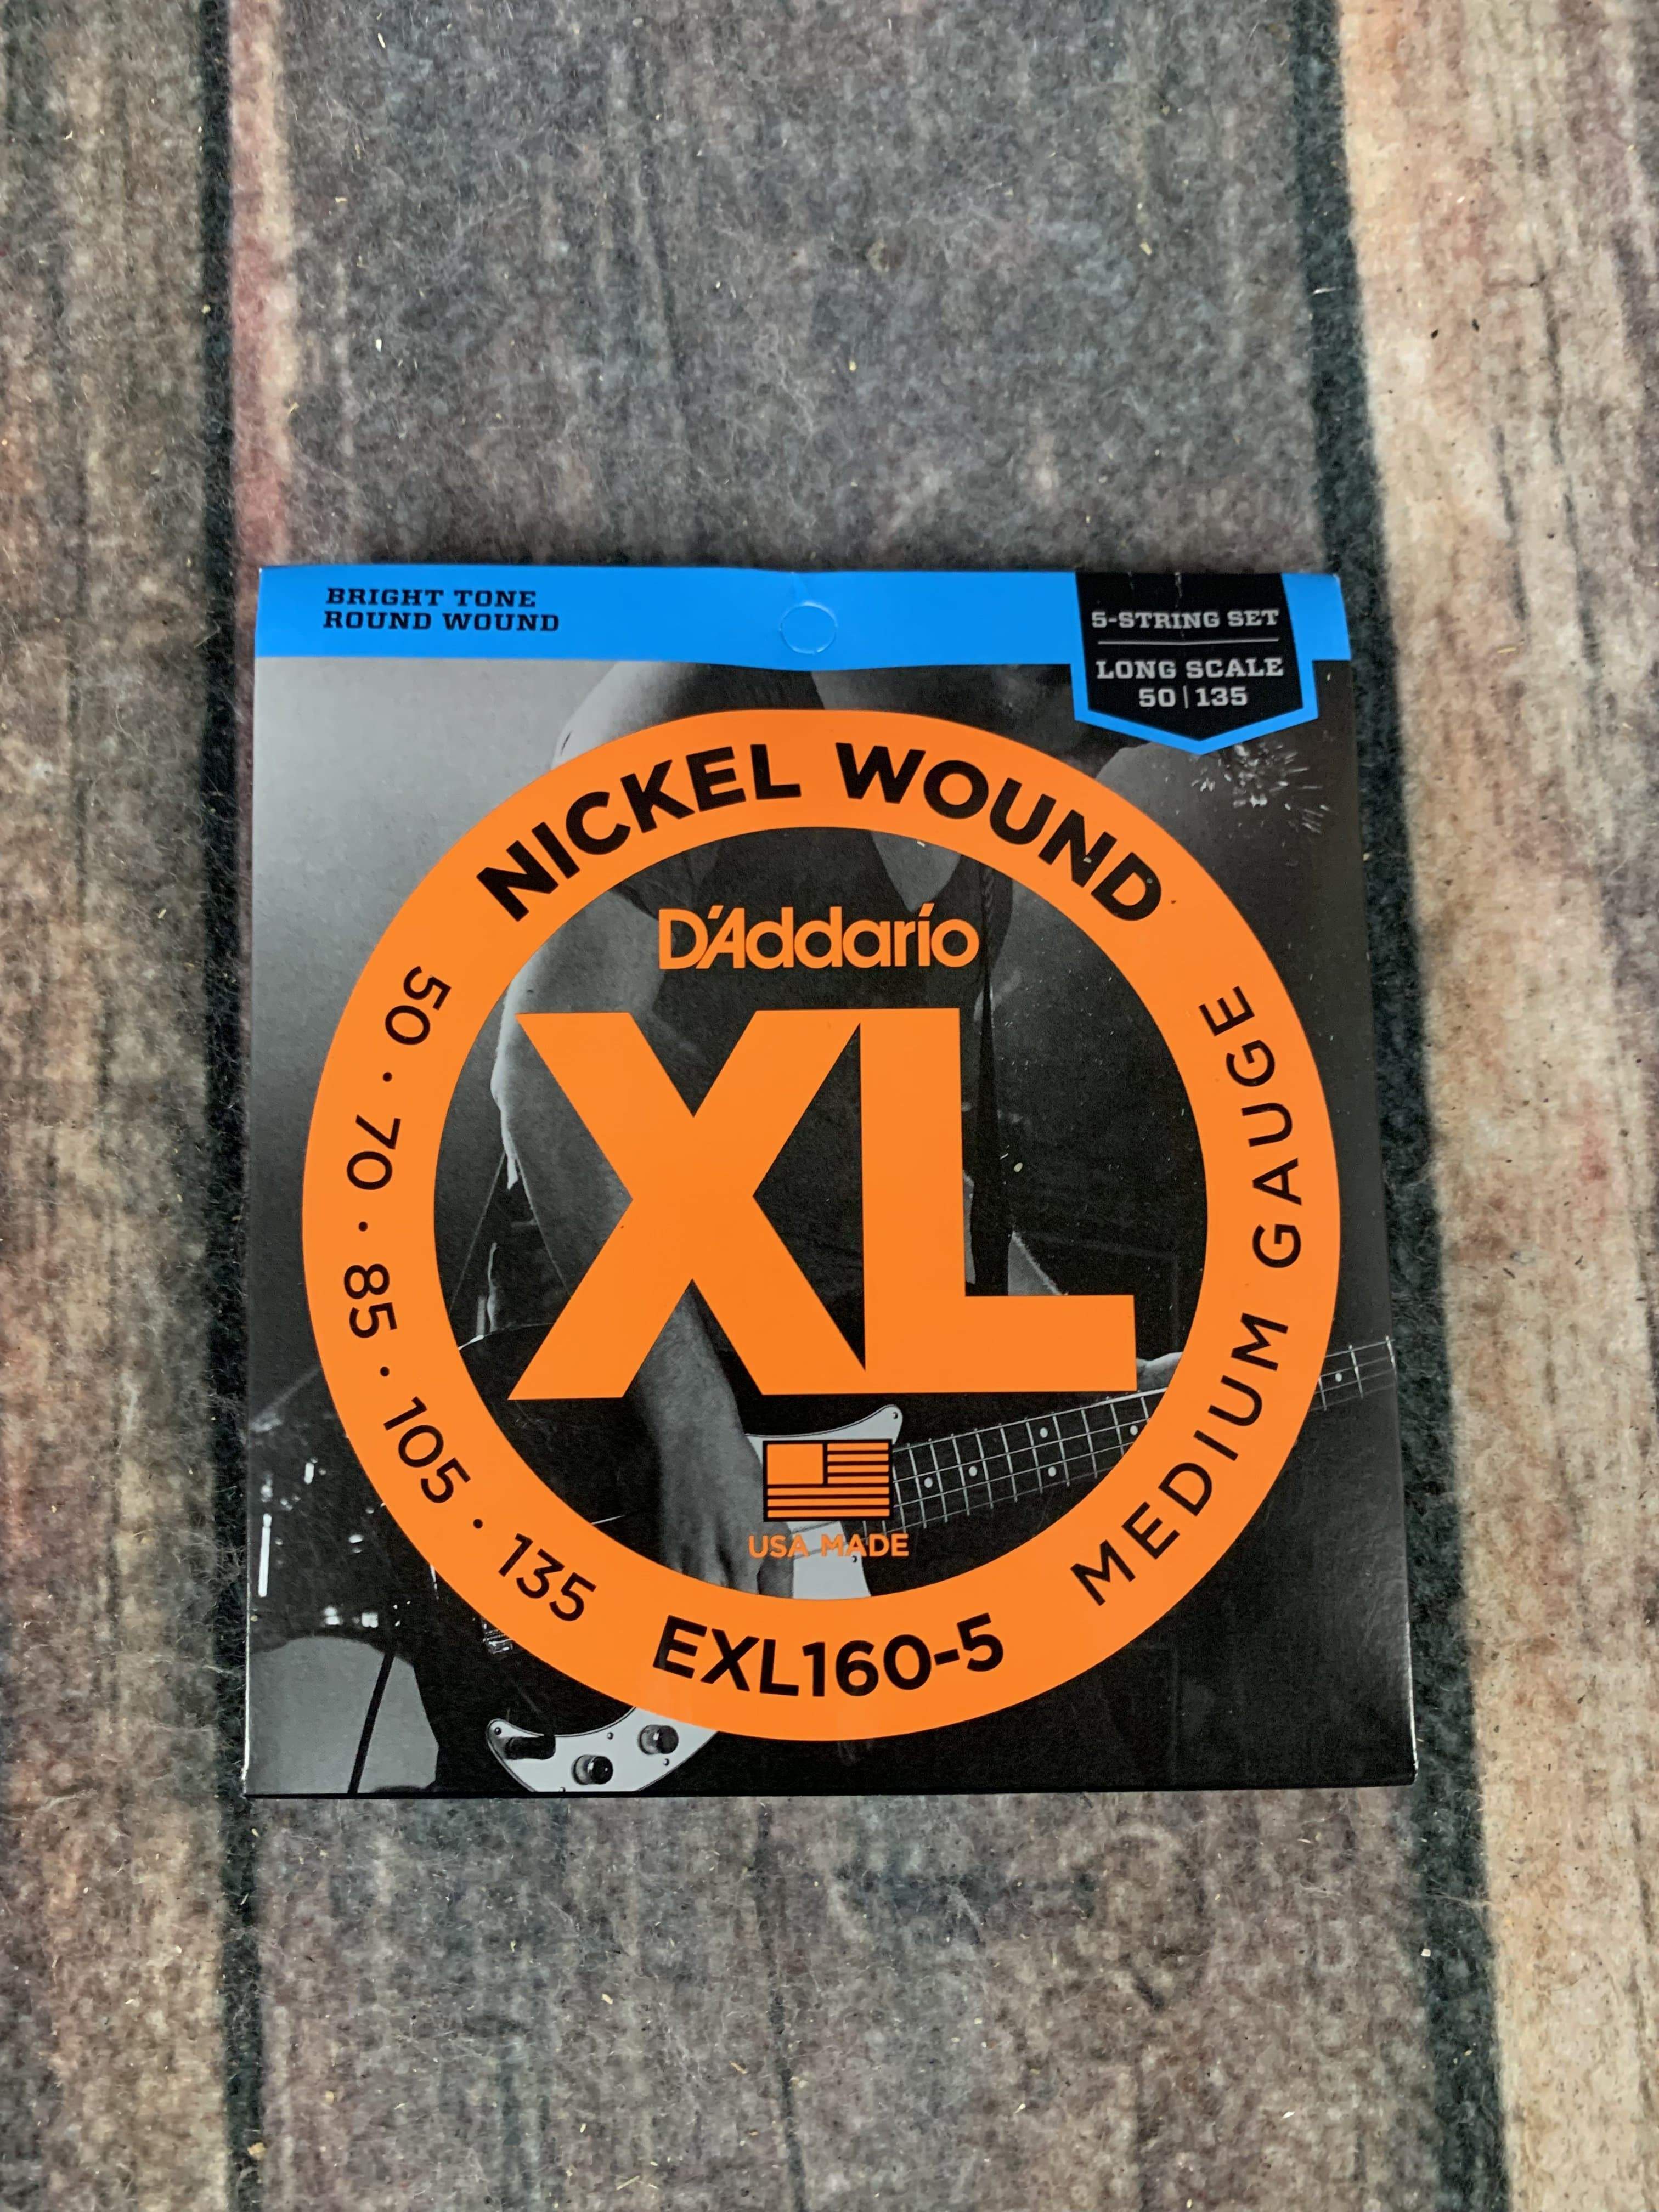 BRIGHT TONE
ROUND WOUND
5-STRING SET
LONG SCALE
50 | 135
NICKEL WOUND
D'Addario
XL
USA MADE
50 · 70 · 85 · 105 · 135
EXL160-5
MEDIUM GAUGE